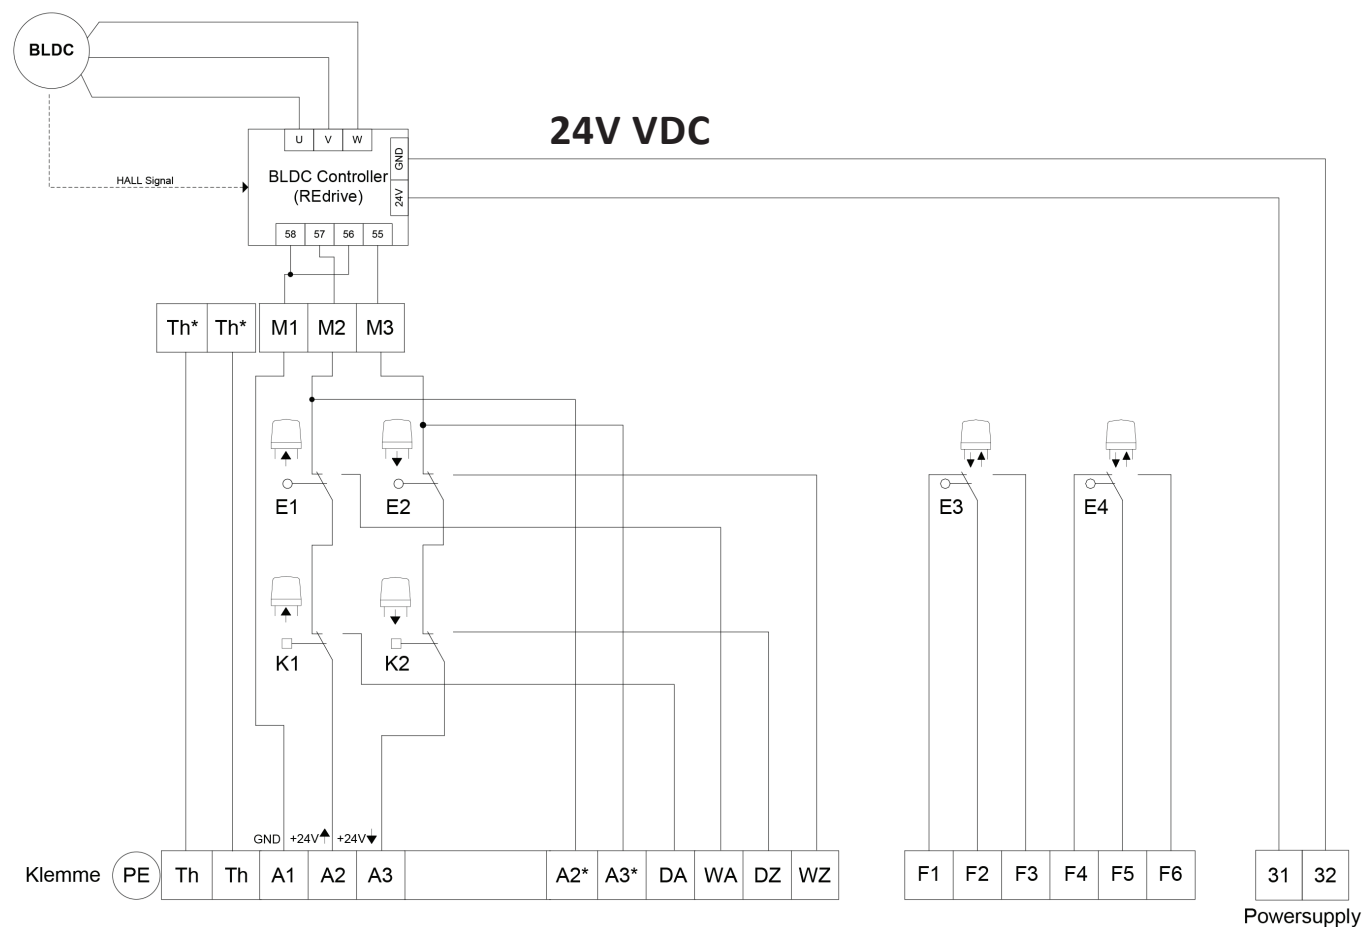 BLDC
24V VDC
U V W
GND
BLDC Controller
(REdrive)
24V
HALL Signal
58 57 56 55
Th* Th* M1 M2 M3
E1 E2 E3 E4
K1 K2
GND +24V +24V
Klemme PE Th Th A1 A2 A3 A2* A3* DA WA DZ WZ F1 F2 F3 F4 F5 F6 31 32
Powersupply